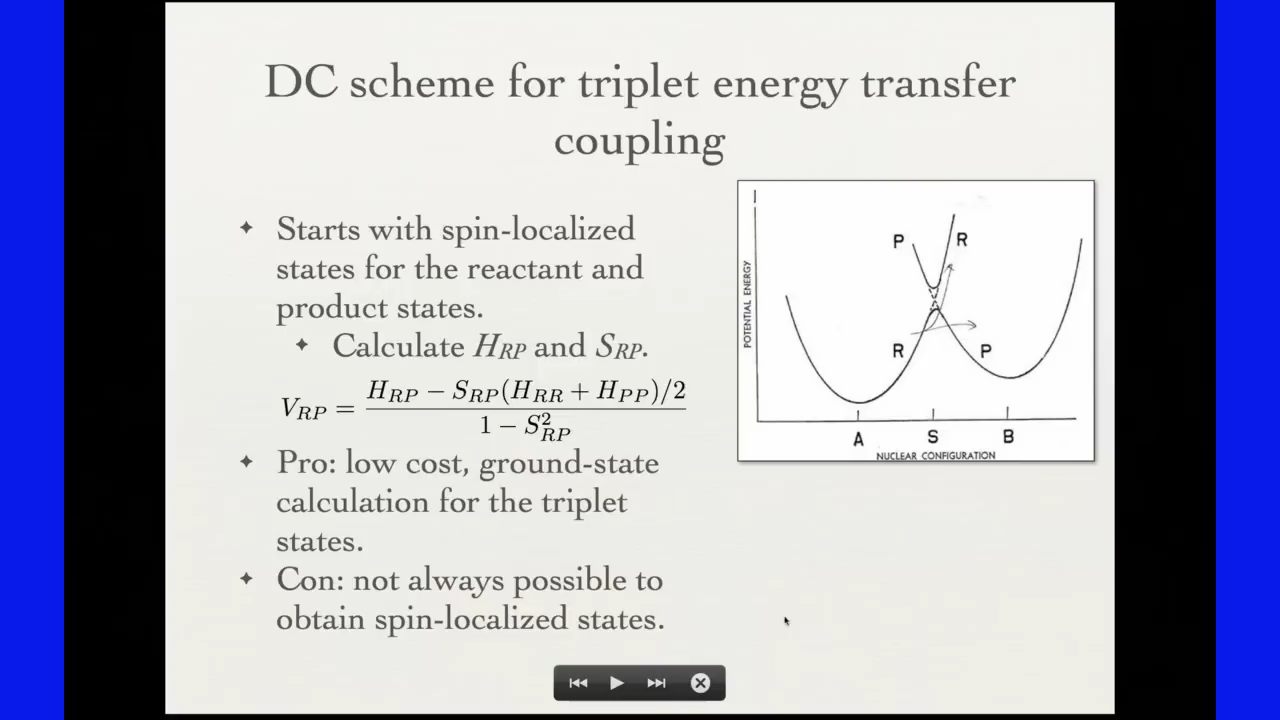 DC scheme for triplet energy transfer
coupling
✦ Starts with spin-localized
states for the reactant and
product states.
✦ Calculate H_RP and S_RP.
V_RP = \frac{H_RP − S_RP(H_RR + H_PP)/2}{1 − S_RP^2}
✦ Pro: low cost, ground-state
calculation for the triplet
states.
✦ Con: not always possible to
obtain spin-localized states.
POTENTIAL ENERGY
P R
R P
A S B
NUCLEAR CONFIGURATION